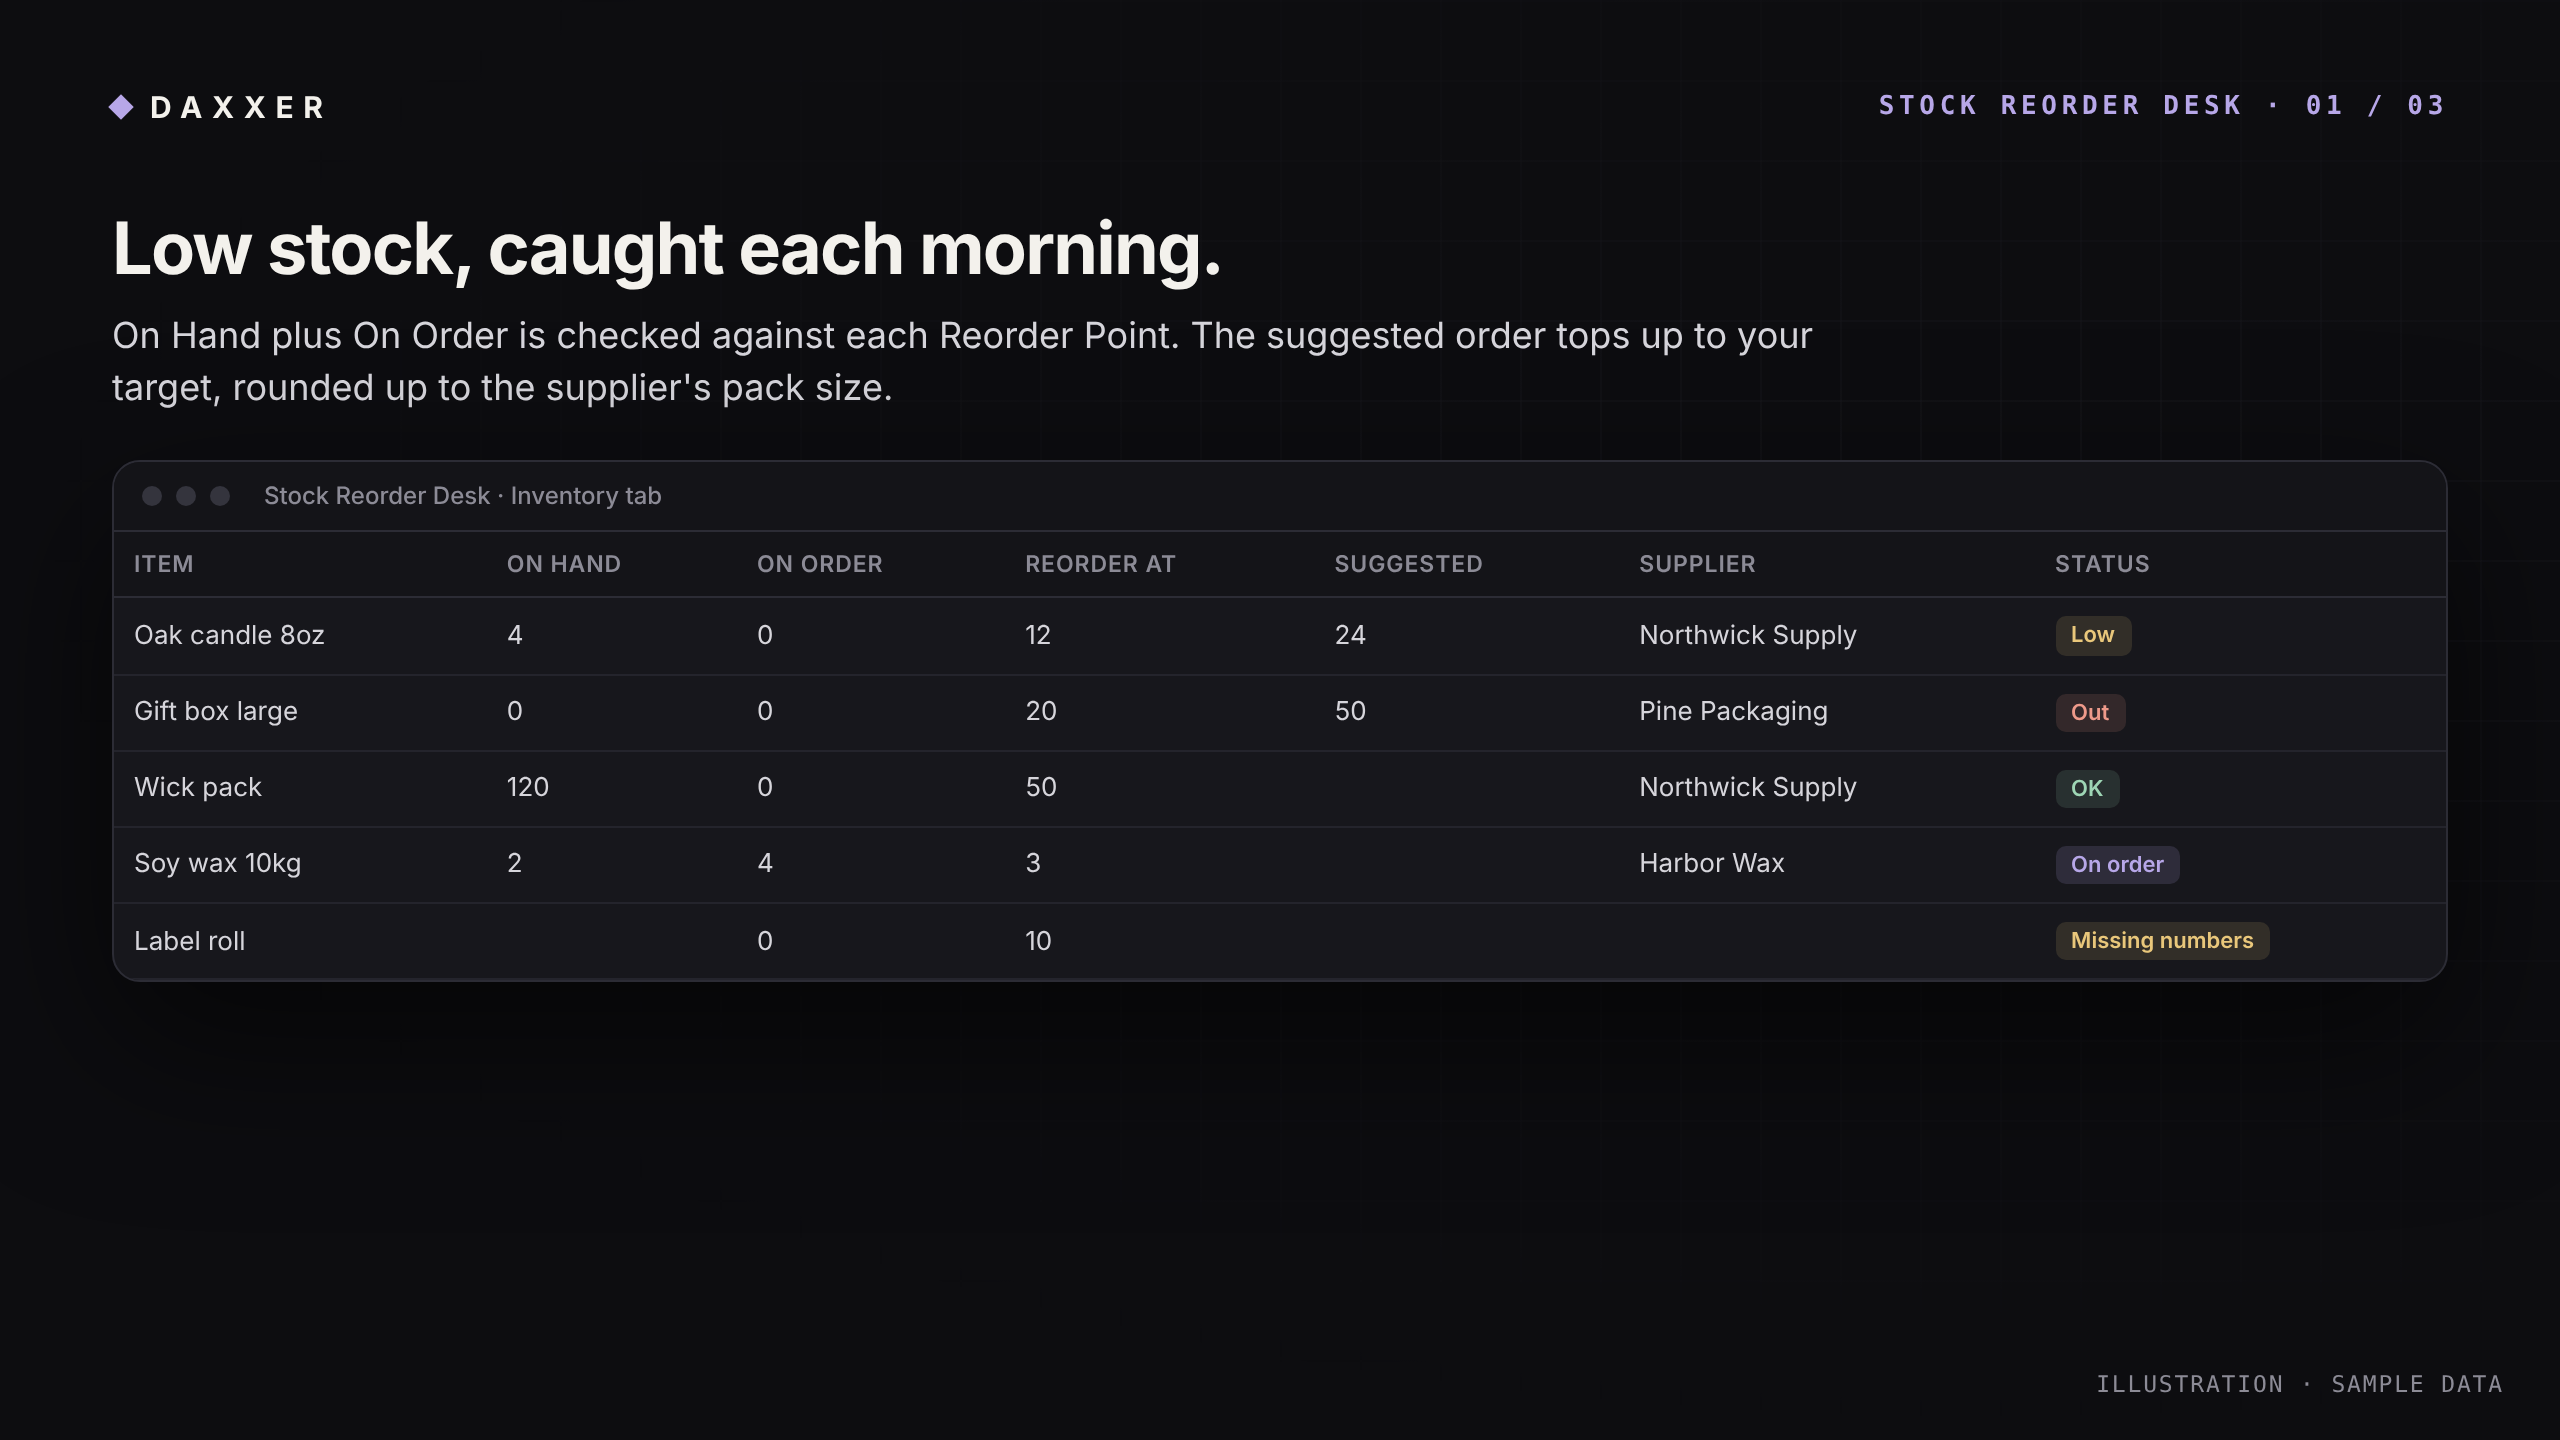 DAXXER
STOCK REORDER DESK · 01 / 03
Low stock, caught each morning.
On Hand plus On Order is checked against each Reorder Point. The suggested order tops up to your
target, rounded up to the supplier's pack size.
Stock Reorder Desk · Inventory tab
ITEM ON HAND ON ORDER REORDER AT SUGGESTED SUPPLIER STATUS
Oak candle 8oz 4 0 12 24 Northwick Supply Low
Gift box large 0 0 20 50 Pine Packaging Out
Wick pack 120 0 50 Northwick Supply OK
Soy wax 10kg 2 4 3 Harbor Wax On order
Label roll 0 10 Missing numbers
ILLUSTRATION · SAMPLE DATA